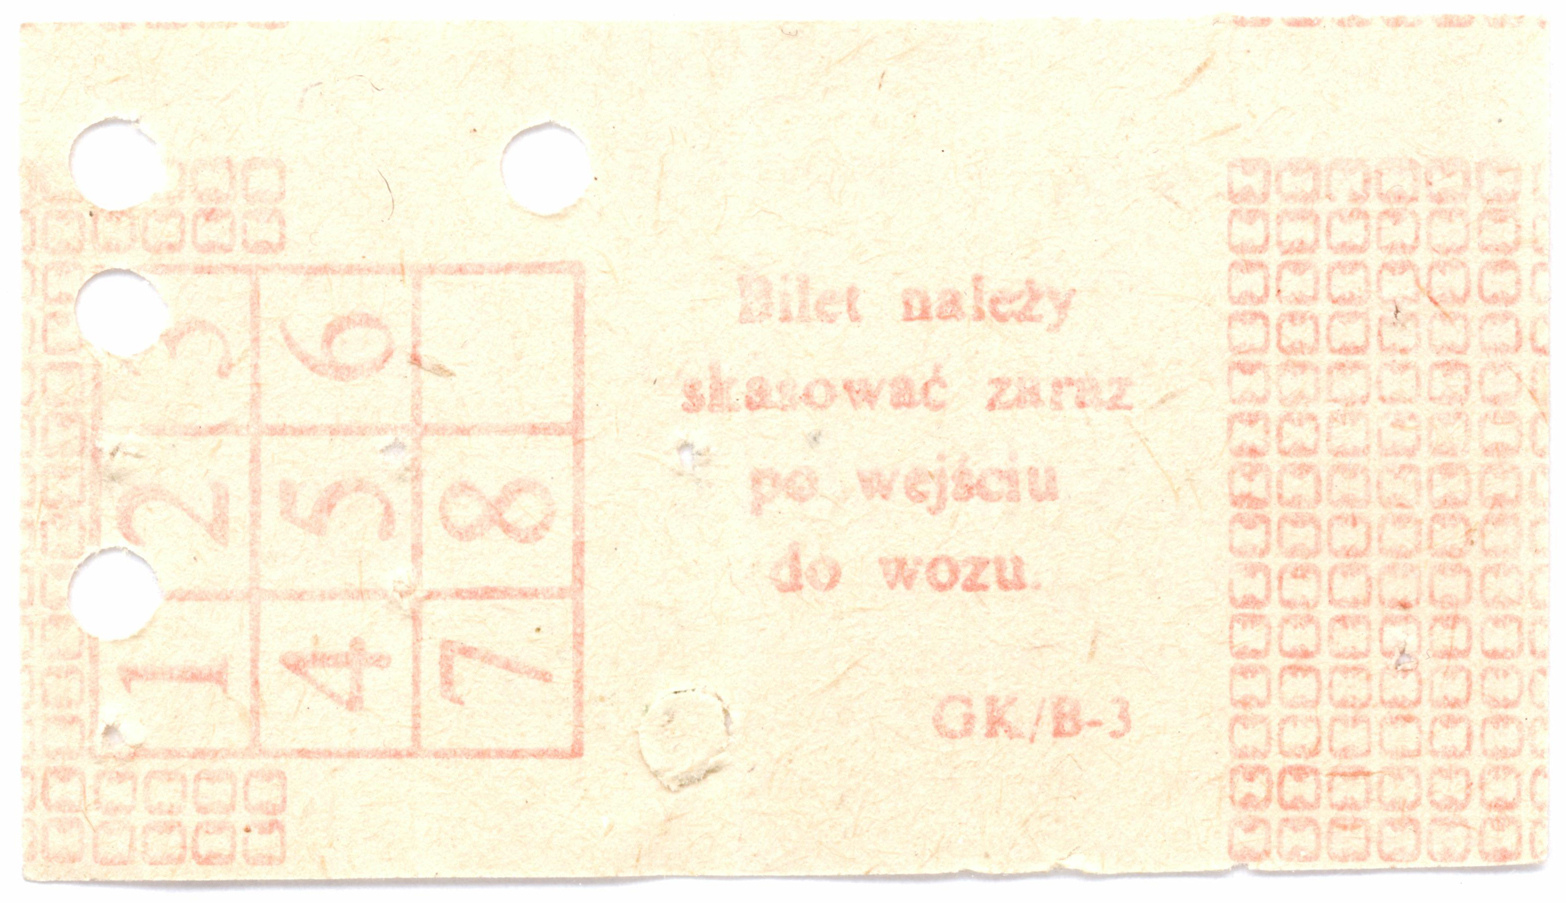 3 6
2 5 8
1 4 7
Bilet należy
skasować zaraz
po wejściu
do wozu.
GK/B-3